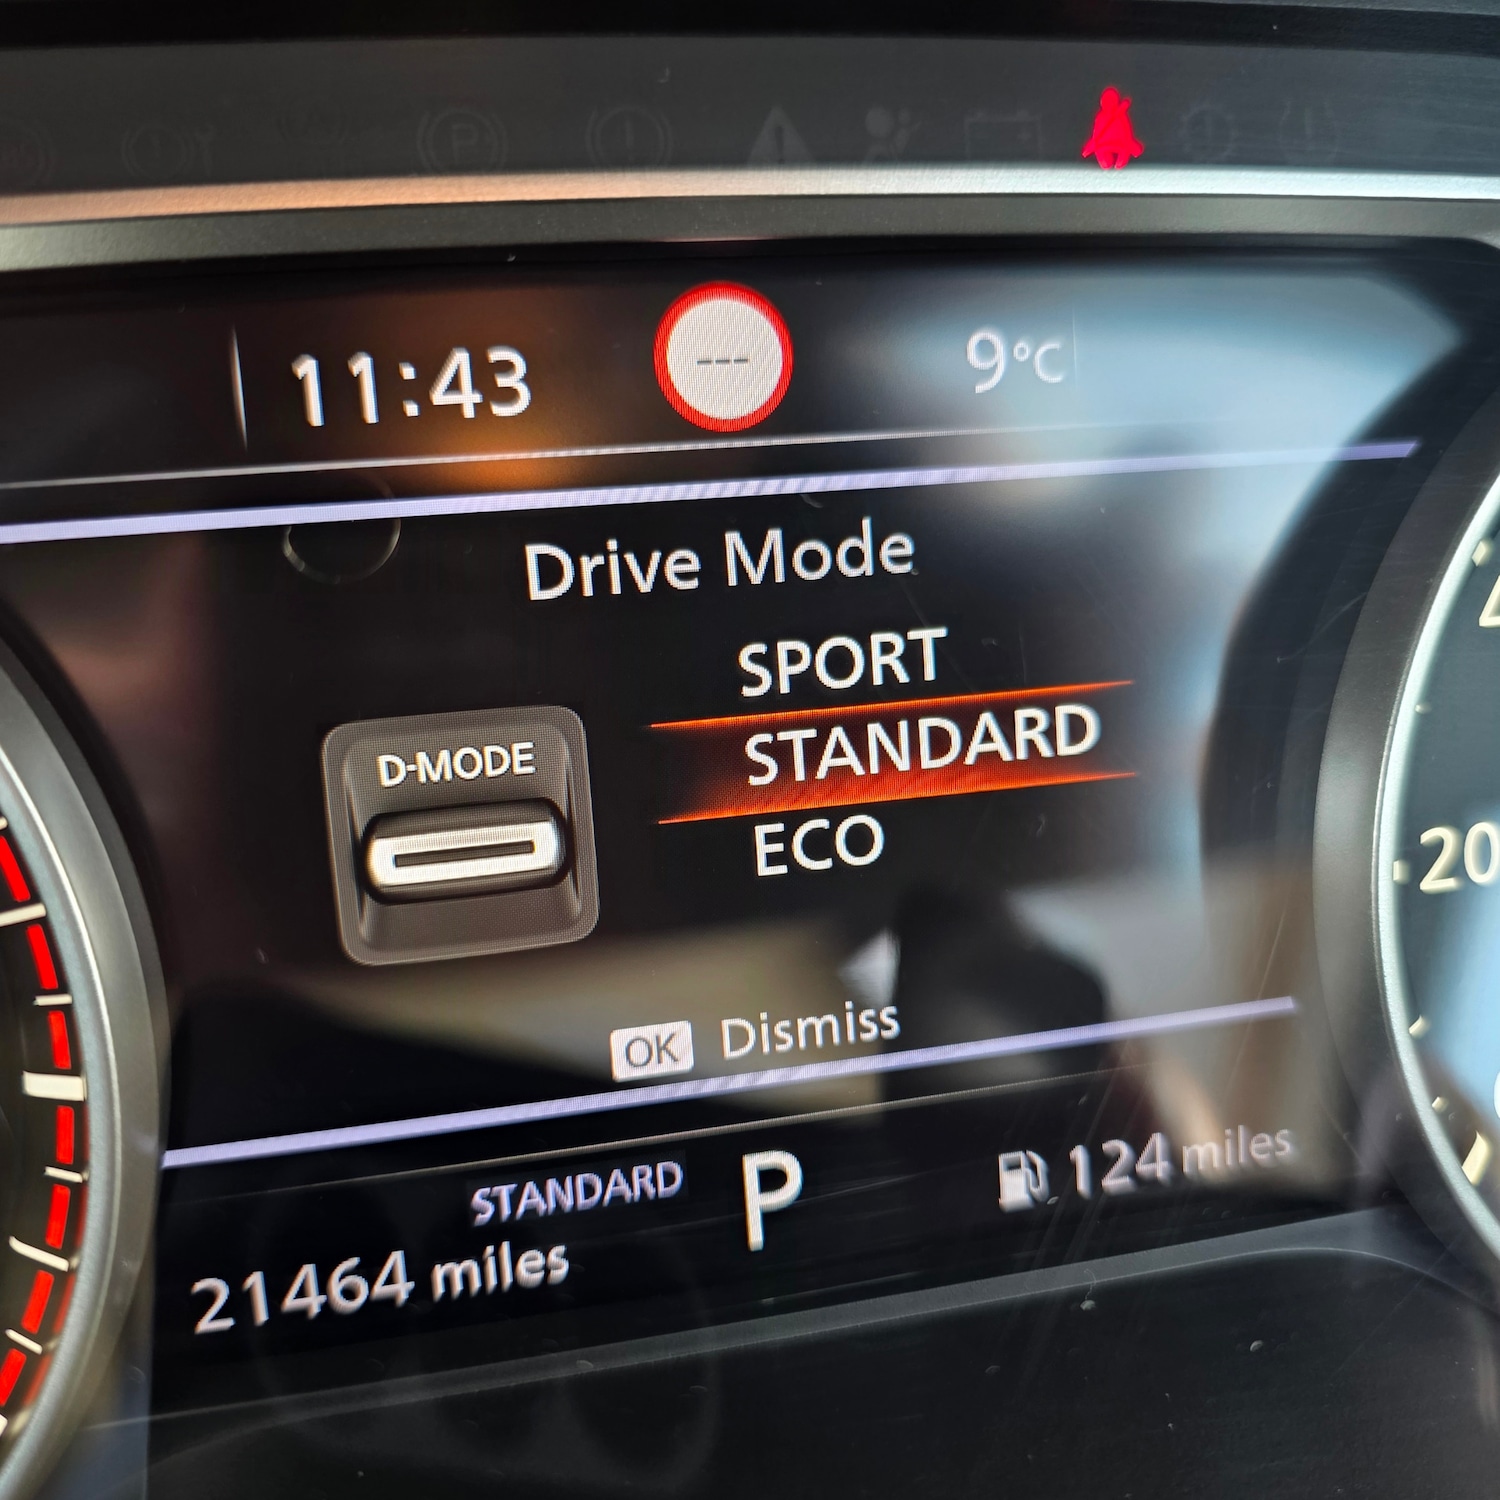 11:43
---
9°C
Drive Mode
SPORT
D-MODE
STANDARD
ECO
20
OK Dismiss
STANDARD P
124 miles
21464 miles